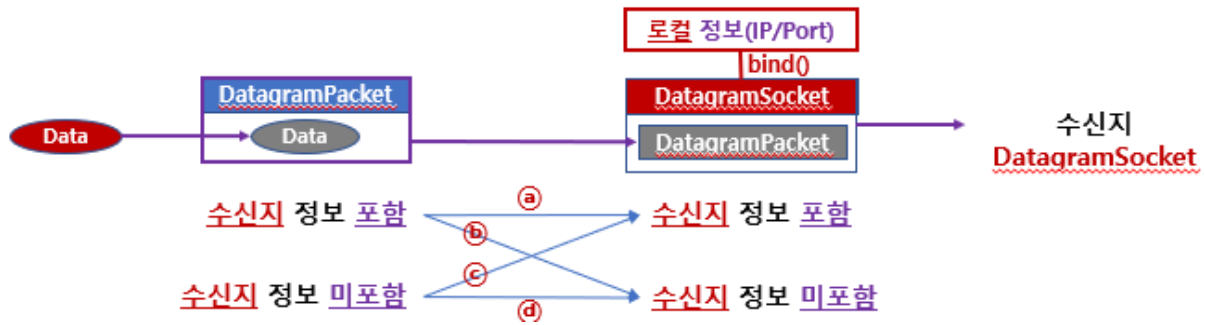 로컬 정보(IP/Port)
bind()
DatagramPacket
DatagramSocket
Data
Data
DatagramPacket
수신지
DatagramSocket
수신지 정보 포함
ⓐ
수신지 정보 포함
ⓑ
ⓒ
수신지 정보 미포함
ⓓ
수신지 정보 미포함